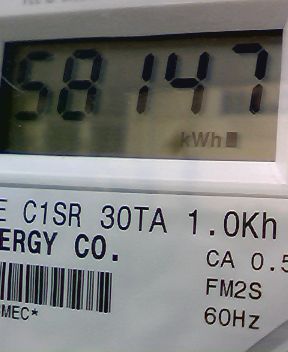 58147
kWh
E C1SR 30TA 1.0Kh
ERGY CO.
CA 0.5
FM2S
MEC*
60Hz